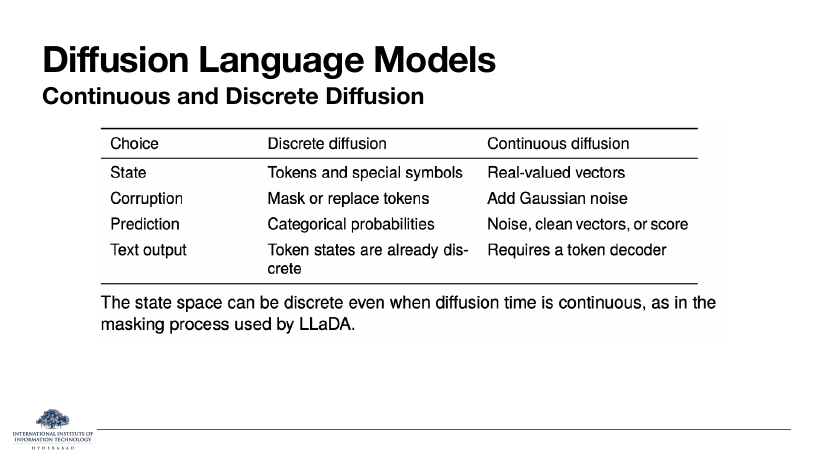 Diffusion Language Models
Continuous and Discrete Diffusion
Choice Discrete diffusion Continuous diffusion
State Tokens and special symbols Real-valued vectors
Corruption Mask or replace tokens Add Gaussian noise
Prediction Categorical probabilities Noise, clean vectors, or score
Text output Token states are already dis- Requires a token decoder
crete
The state space can be discrete even when diffusion time is continuous, as in the
masking process used by LLaDA.
INTERNATIONAL INSTITUTE OF
INFORMATION TECHNOLOGY
HYDERABAD